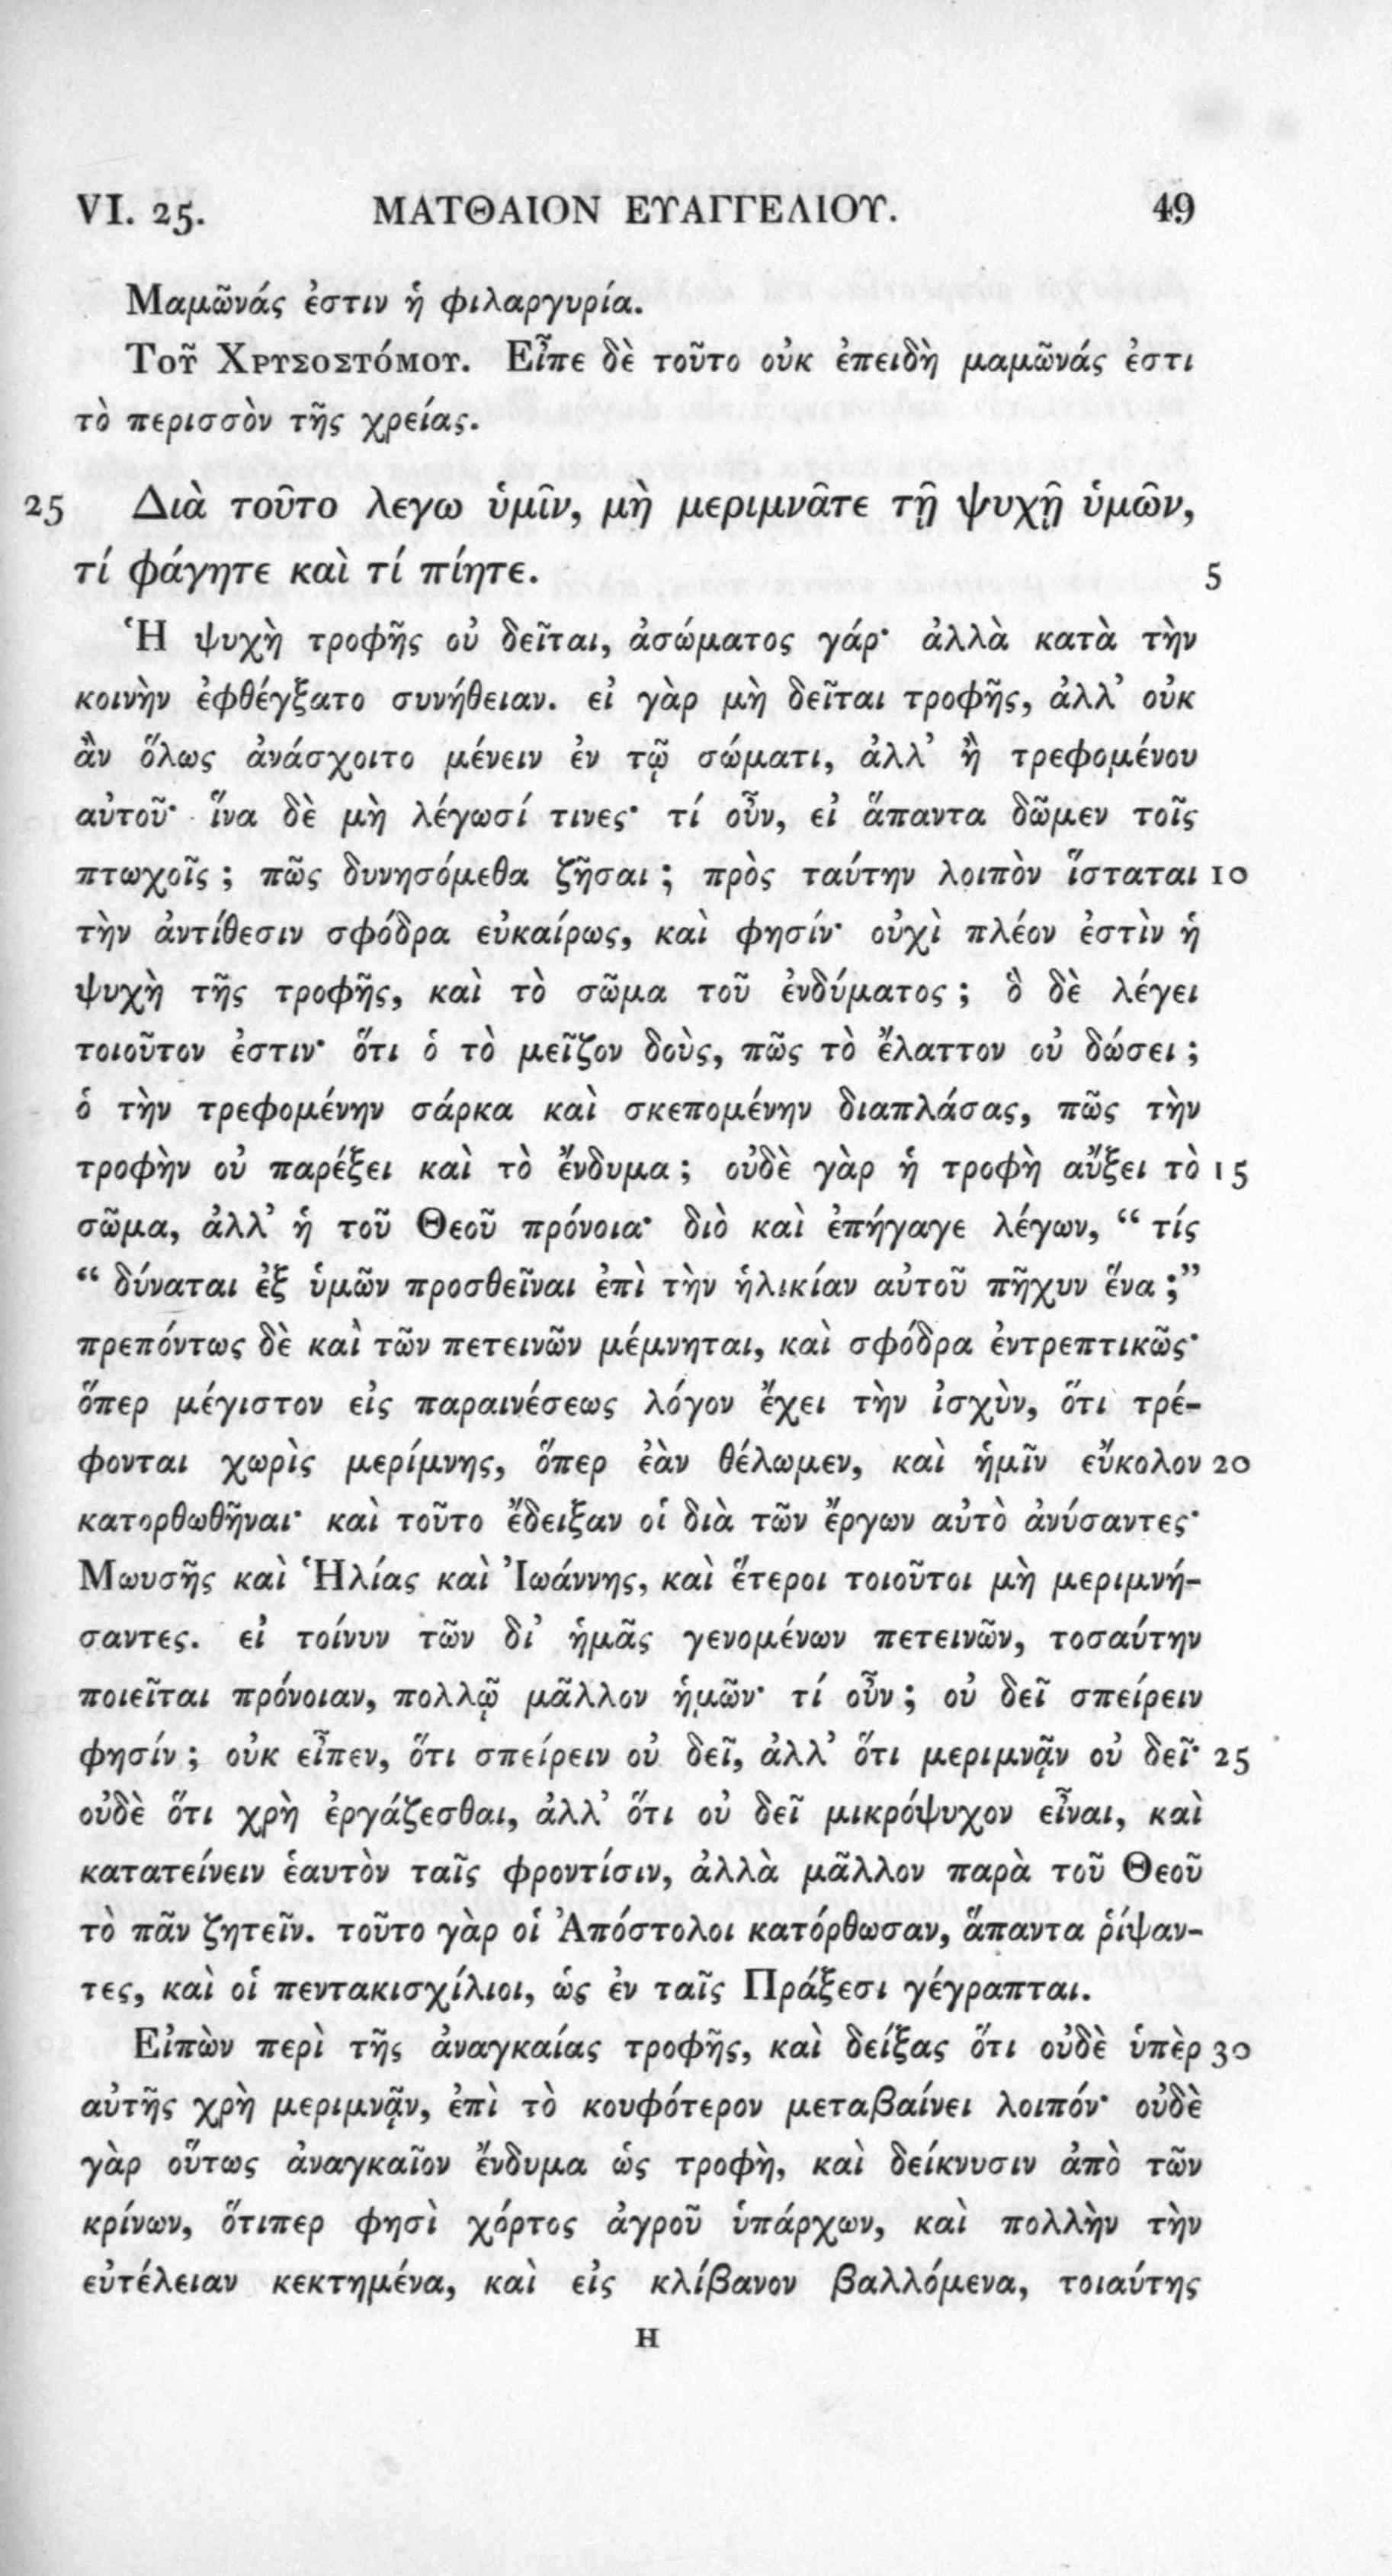 VI. 25. ΜΑΤΘΑΙΟΝ ΕΥΑΓΓΕΛΙΟΥ. 49
Μαμῶνάς ἐστιν ἡ φιλαργυρία.
Τοῦ Χρυσοστόμου. Εἶπε δὲ τοῦτο οὐκ ἐπειδὴ μαμῶνάς ἐστι
τὸ περισσὸν τῆς χρείας.
25 Διὰ τοῦτο λεγω ὑμῖν, μὴ μεριμνᾶτε τῇ ψυχῇ ὑμῶν,
τί φάγητε καὶ τί πίητε. 5
Ἡ ψυχὴ τροφῆς οὐ δεῖται, ἀσώματος γάρ· ἀλλὰ κατὰ τὴν
κοινὴν ἐφθέγξατο συνήθειαν. εἰ γὰρ μὴ δεῖται τροφῆς, ἀλλ’ οὐκ
ἂν ὅλως ἀνάσχοιτο μένειν ἐν τῷ σώματι, ἀλλ’ ἢ τρεφομένου
αὐτοῦ· ἵνα δὲ μὴ λέγωσί τινες· τί οὖν, εἰ ἅπαντα δῶμεν τοῖς
πτωχοῖς ; πῶς δυνησόμεθα ζῆσαι ; πρὸς ταύτην λοιπὸν ἵσταται 10
τὴν ἀντίθεσιν σφόδρα εὐκαίρως, καὶ φησίν· οὐχὶ πλέον ἐστὶν ἡ
ψυχὴ τῆς τροφῆς, καὶ τὸ σῶμα τοῦ ἐνδύματος ; ὃ δὲ λέγει
τοιοῦτον ἐστιν· ὅτι ὁ τὸ μεῖζον δοὺς, πῶς τὸ ἔλαττον οὐ δώσει ;
ὁ τὴν τρεφομένην σάρκα καὶ σκεπομένην διαπλάσας, πῶς τὴν
τροφὴν οὐ παρέξει καὶ τὸ ἔνδυμα ; οὐδὲ γὰρ ἡ τροφὴ αὔξει τὸ 15
σῶμα, ἀλλ’ ἡ τοῦ Θεοῦ πρόνοια· διὸ καὶ ἐπήγαγε λέγων, “ τίς
“ δύναται ἐξ ὑμῶν προσθεῖναι ἐπὶ τὴν ἡλικίαν αὐτοῦ πῆχυν ἕνα ;”
πρεπόντως δὲ καὶ τῶν πετεινῶν μέμνηται, καὶ σφόδρα ἐντρεπτικῶς·
ὅπερ μέγιστον εἰς παραινέσεως λόγον ἔχει τὴν ἰσχὺν, ὅτι τρέ-
φονται χωρὶς μερίμνης, ὅπερ ἐὰν θέλωμεν, καὶ ἡμῖν εὔκολον 20
κατορθωθῆναι· καὶ τοῦτο ἔδειξαν οἱ διὰ τῶν ἔργων αὐτὸ ἀνύσαντες·
Μωυσῆς καὶ Ἡλίας καὶ Ἰωάννης, καὶ ἕτεροι τοιοῦτοι μὴ μεριμνή-
σαντες. εἰ τοίνυν τῶν δι’ ἡμᾶς γενομένων πετεινῶν, τοσαύτην
ποιεῖται πρόνοιαν, πολλῷ μᾶλλον ἡμῶν· τί οὖν ; οὐ δεῖ σπείρειν
φησίν ; οὐκ εἶπεν, ὅτι σπείρειν οὐ δεῖ, ἀλλ’ ὅτι μεριμνᾷν οὐ δεῖ· 25
οὐδὲ ὅτι χρὴ ἐργάζεσθαι, ἀλλ’ ὅτι οὐ δεῖ μικρόψυχον εἶναι, καὶ
κατατείνειν ἑαυτὸν ταῖς φροντίσιν, ἀλλὰ μᾶλλον παρὰ τοῦ Θεοῦ
τὸ πᾶν ζητεῖν. τοῦτο γὰρ οἱ Ἀπόστολοι κατόρθωσαν, ἅπαντα ῥίψαν-
τες, καὶ οἱ πεντακισχίλιοι, ὡς ἐν ταῖς Πράξεσι γέγραπται.
Εἰπὼν περὶ τῆς ἀναγκαίας τροφῆς, καὶ δείξας ὅτι οὐδὲ ὑπὲρ 30
αὐτῆς χρὴ μεριμνᾷν, ἐπὶ τὸ κουφότερον μεταβαίνει λοιπόν· οὐδὲ
γὰρ οὕτως ἀναγκαῖον ἔνδυμα ὡς τροφὴ, καὶ δείκνυσιν ἀπὸ τῶν
κρίνων, ὅτιπερ φησὶ χόρτος ἀγροῦ ὑπάρχων, καὶ πολλὴν τὴν
εὐτέλειαν κεκτημένα, καὶ εἰς κλίβανον βαλλόμενα, τοιαύτης
H